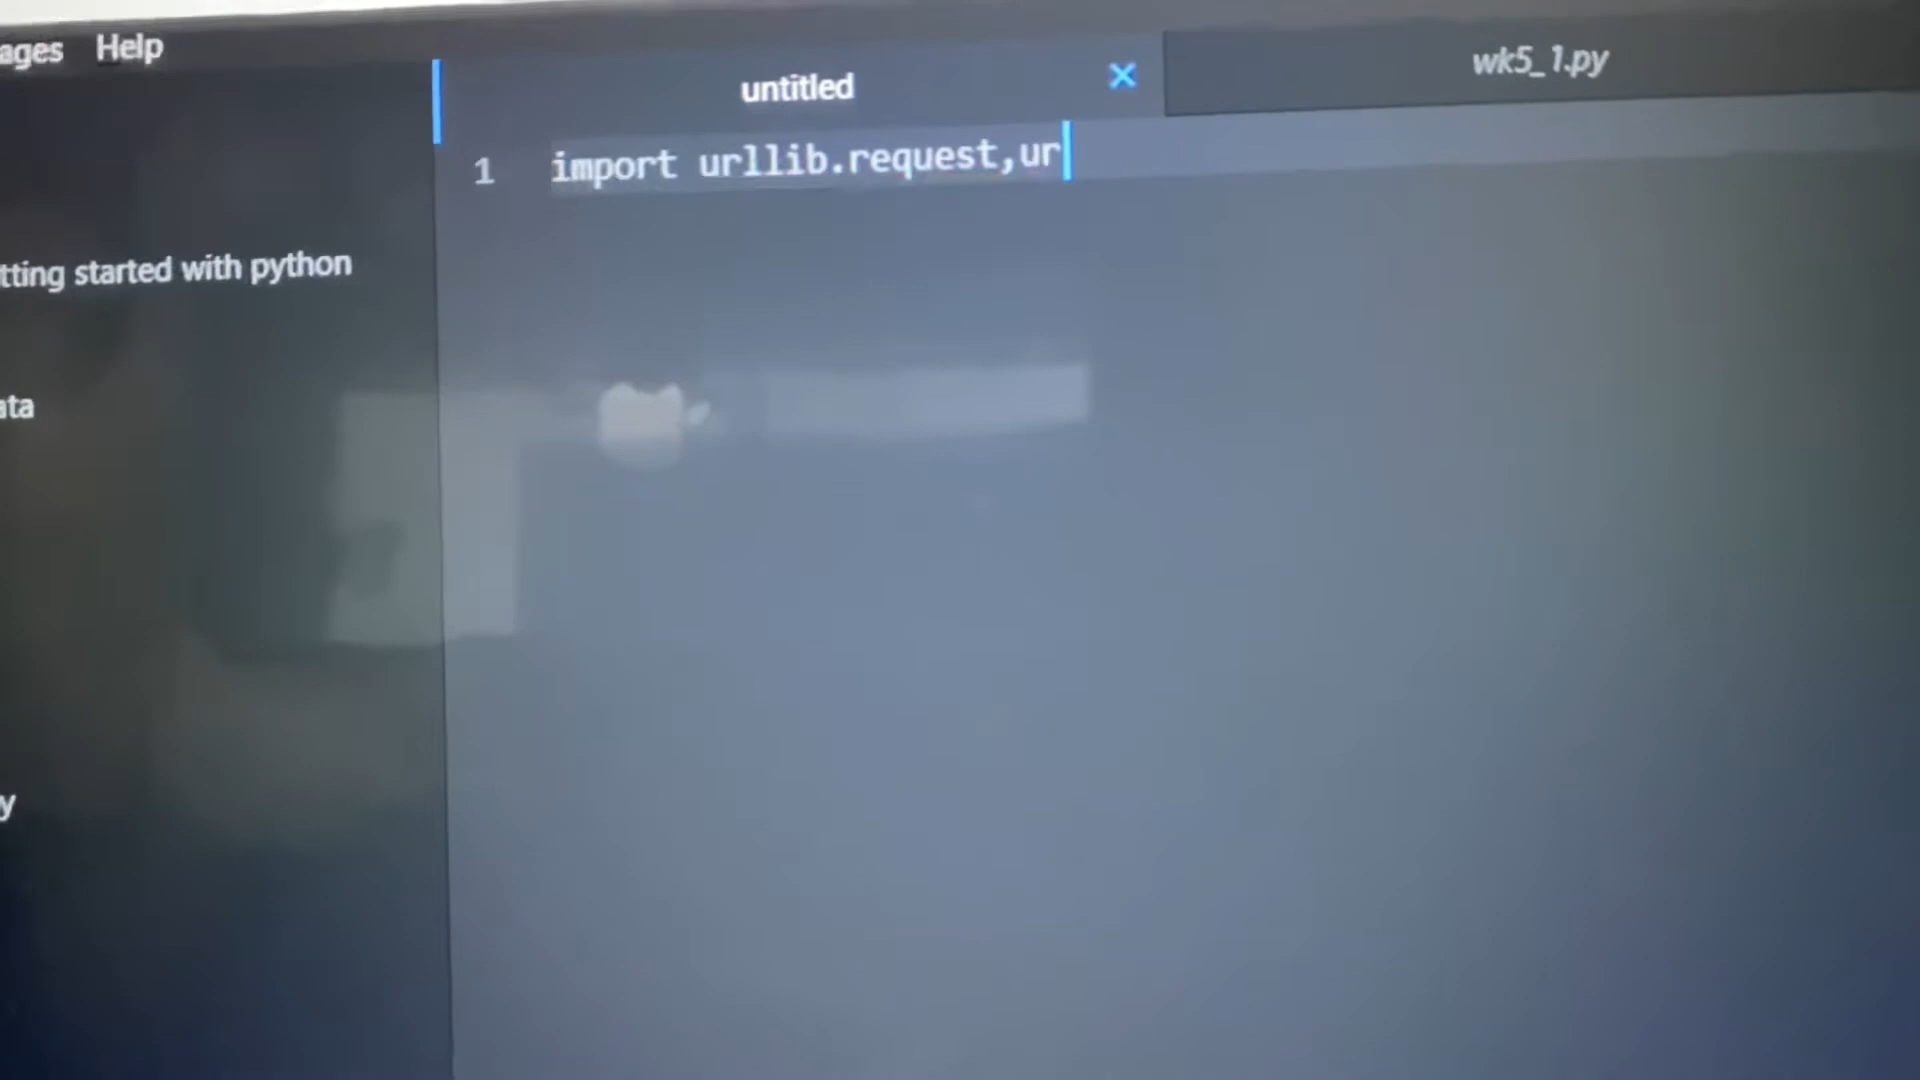 ages Help
untitled
wk5_1.py
1 import urllib.request,ur
tting started with python
ata
y